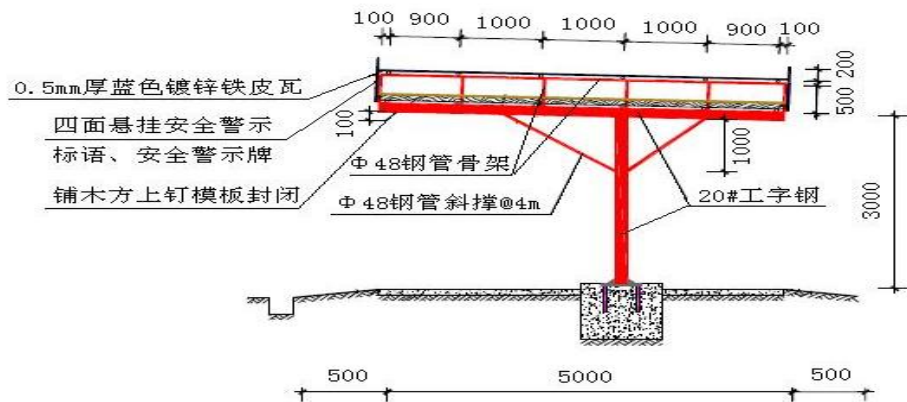 100 900 1000 1000 1000 900 100
0.5mm厚蓝色镀锌铁皮瓦
200
500
四面悬挂安全警示
标语、安全警示牌
100
Φ48钢管骨架
1000
铺木方上钉模板封闭
Φ48钢管斜撑@4m
20#工字钢
3000
500 5000 500